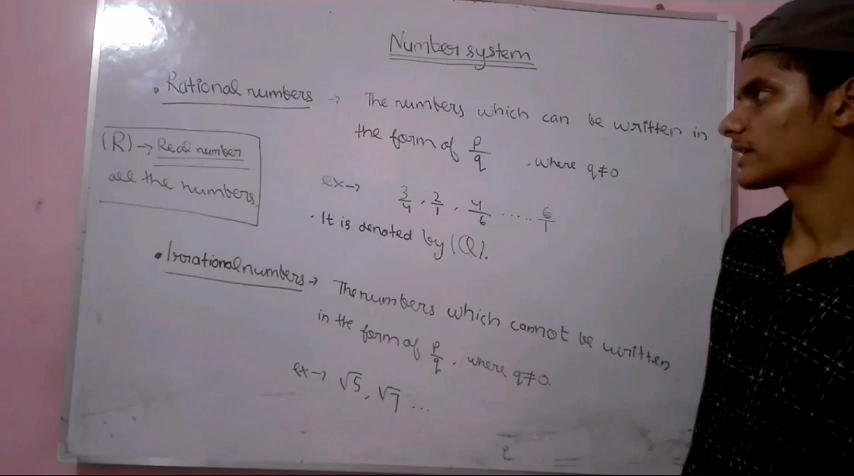 Number system
• Rational numbers → The numbers which can be written in
the form of p/q , where q≠0
ex→ 3/4, 2/1, 4/6 ..... 6/1
• It is denoted by (Q).
(R)→ Real number
all the numbers
• Irrational numbers → The numbers which cannot be written
in the form of p/q, where q≠0.
ex→ √5, √7 ...